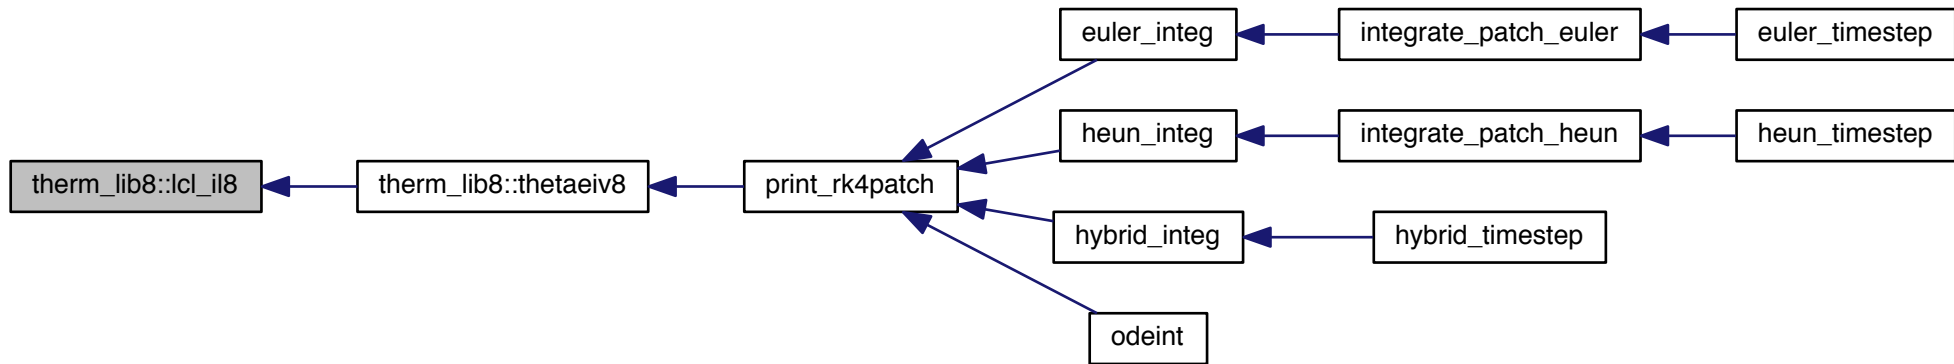 euler_integ
integrate_patch_euler
euler_timestep
heun_integ
integrate_patch_heun
heun_timestep
therm_lib8::lcl_il8
therm_lib8::thetaeiv8
print_rk4patch
hybrid_integ
hybrid_timestep
odeint